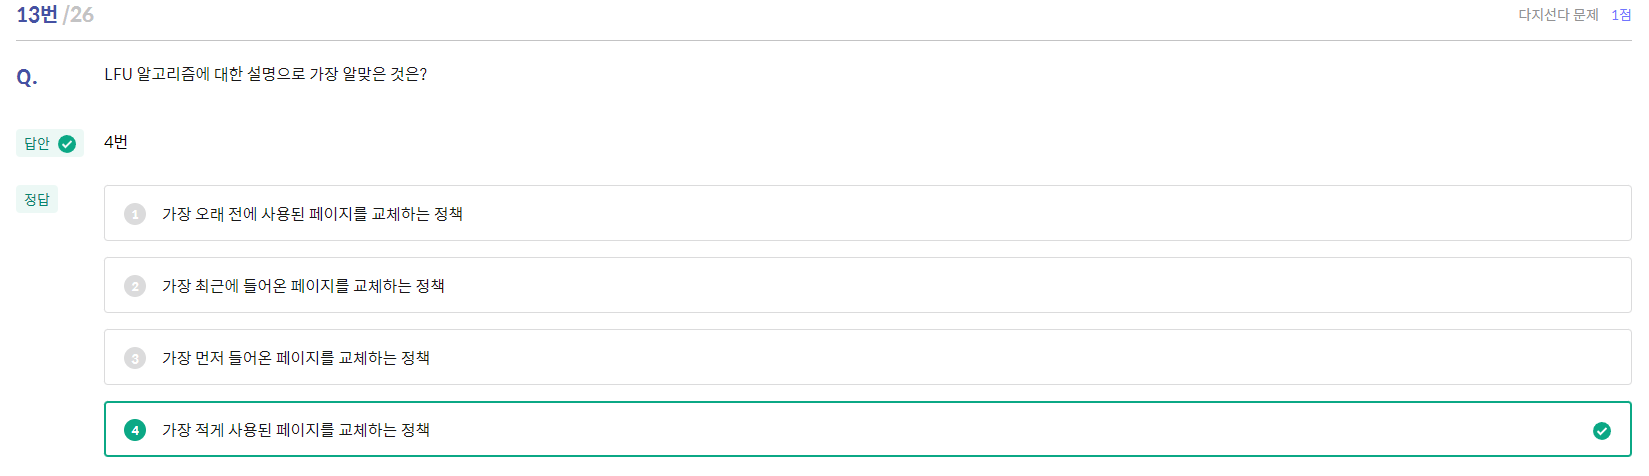 13번 /26 다지선다 문제 1점
Q. LFU 알고리즘에 대한 설명으로 가장 알맞은 것은?
답안 4번
정답
1 가장 오래 전에 사용된 페이지를 교체하는 정책
2 가장 최근에 들어온 페이지를 교체하는 정책
3 가장 먼저 들어온 페이지를 교체하는 정책
4 가장 적게 사용된 페이지를 교체하는 정책